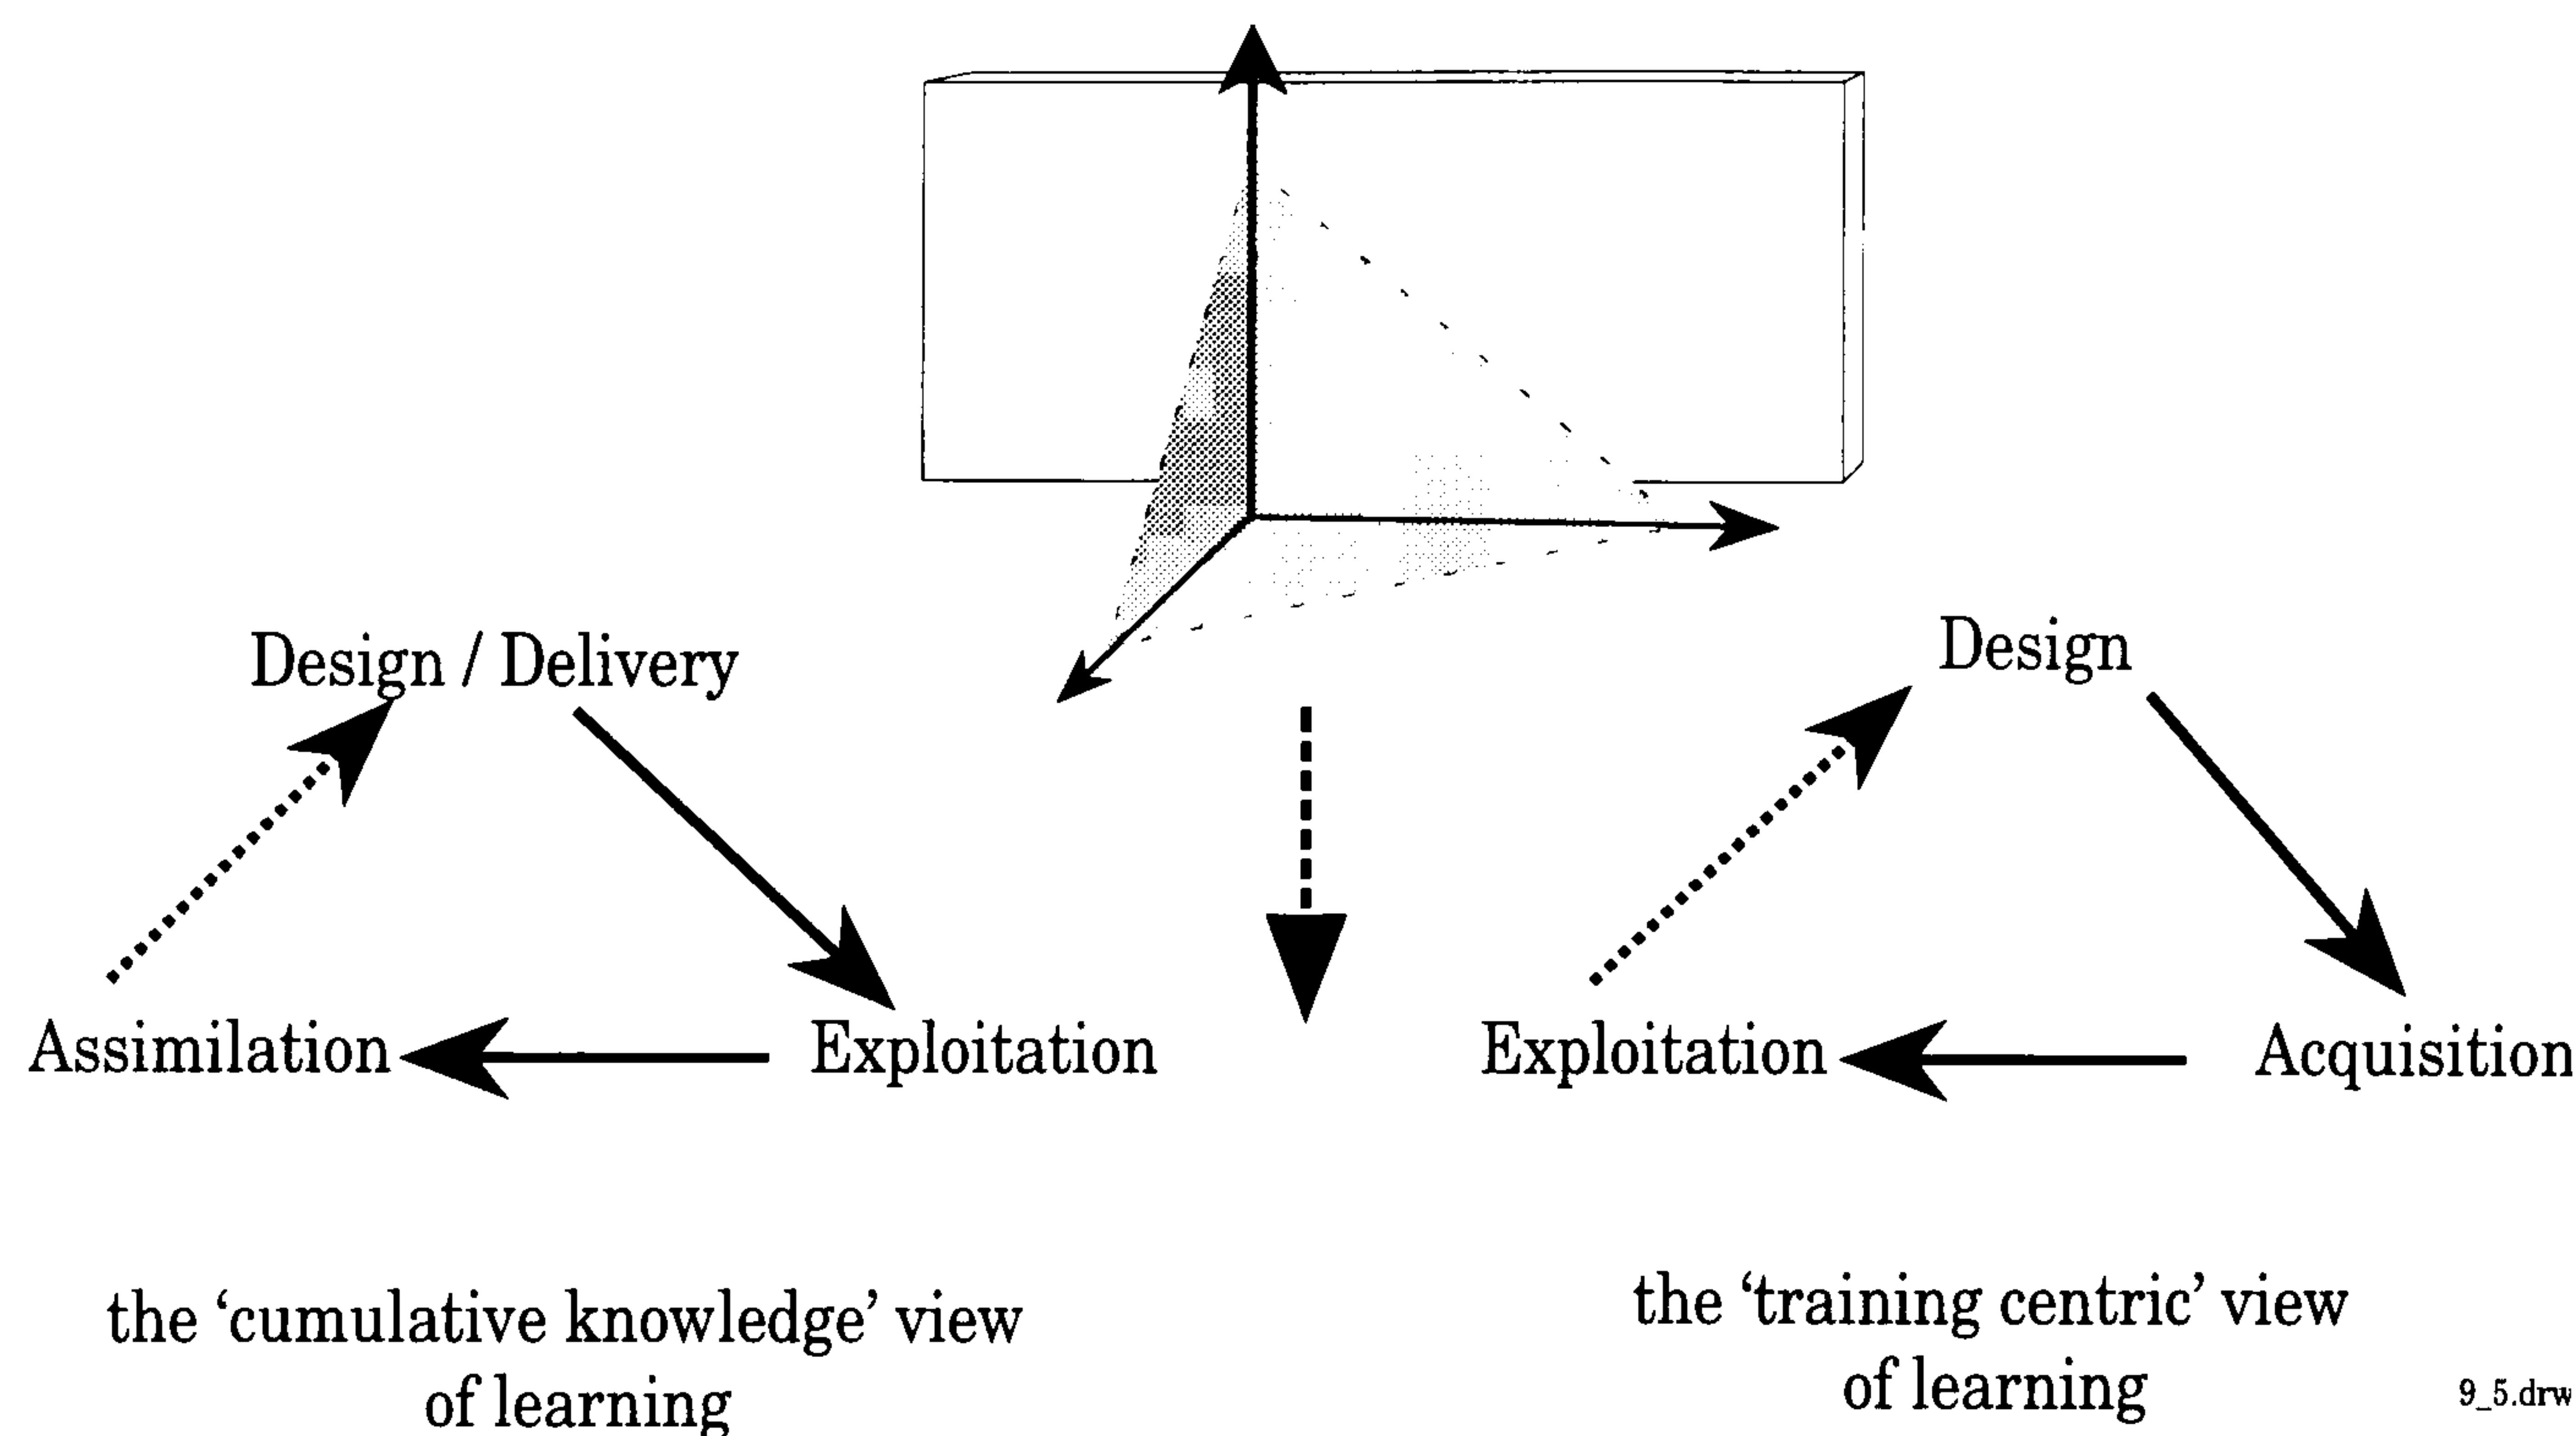 Design / Delivery
Assimilation
Exploitation
the ‘cumulative knowledge’ view
of learning
Design
Exploitation
Acquisition
the ‘training centric’ view
of learning
9_5.drw